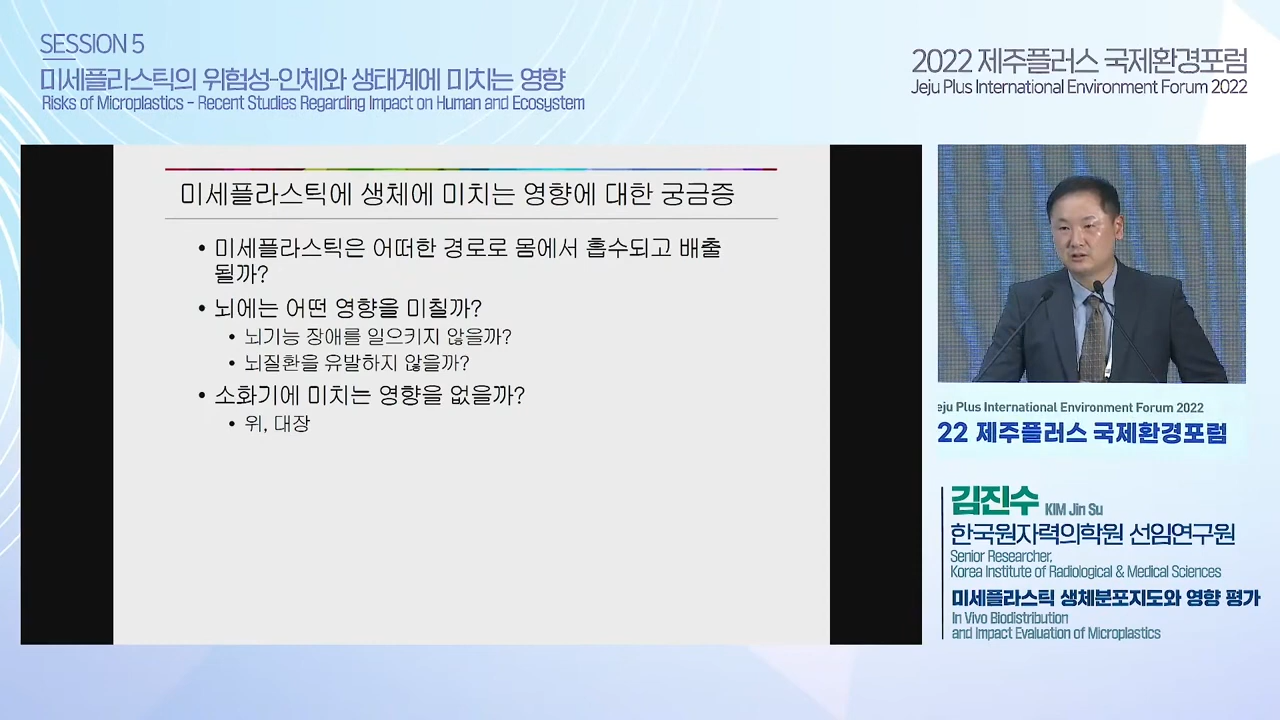 SESSION 5
미세플라스틱의 위험성-인체와 생태계에 미치는 영향
Risks of Microplastics – Recent Studies Regarding Impact on Human and Ecosystem
2022 제주플러스 국제환경포럼
Jeju Plus International Environment Forum 2022
미세플라스틱에 생체에 미치는 영향에 대한 궁금증
• 미세플라스틱은 어떠한 경로로 몸에서 흡수되고 배출
될까?
• 뇌에는 어떤 영향을 미칠까?
• 뇌기능 장애를 일으키지 않을까?
• 뇌질환을 유발하지 않을까?
• 소화기에 미치는 영향을 없을까?
• 위, 대장
eju Plus International Environment Forum 2022
22 제주플러스 국제환경포럼
김진수 KIM Jin Su
한국원자력의학원 선임연구원
Senior Researcher,
Korea Institute of Radiological & Medical Sciences
미세플라스틱 생체분포지도와 영향 평가
In Vivo Biodistribution
and Impact Evaluation of Microplastics